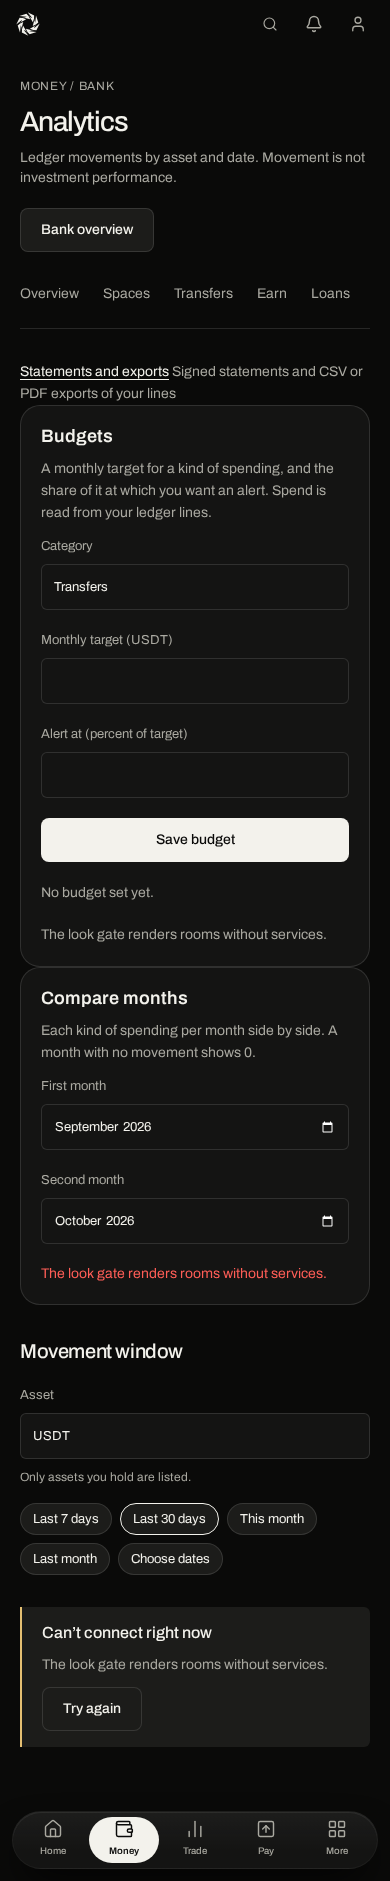 MONEY / BANK
Analytics
Ledger movements by asset and date. Movement is not
investment performance.
Bank overview
Overview Spaces Transfers Earn Loans
Statements and exports Signed statements and CSV or
PDF exports of your lines
Budgets
A monthly target for a kind of spending, and the
share of it at which you want an alert. Spend is
read from your ledger lines.
Category
Transfers
Monthly target (USDT)
Alert at (percent of target)
Save budget
No budget set yet.
The look gate renders rooms without services.
Compare months
Each kind of spending per month side by side. A
month with no movement shows 0.
First month
September 2026
Second month
October 2026
The look gate renders rooms without services.
Movement window
Asset
USDT
Only assets you hold are listed.
Last 7 days Last 30 days This month
Last month Choose dates
Can’t connect right now
The look gate renders rooms without services.
Try again
Home Money Trade Pay More